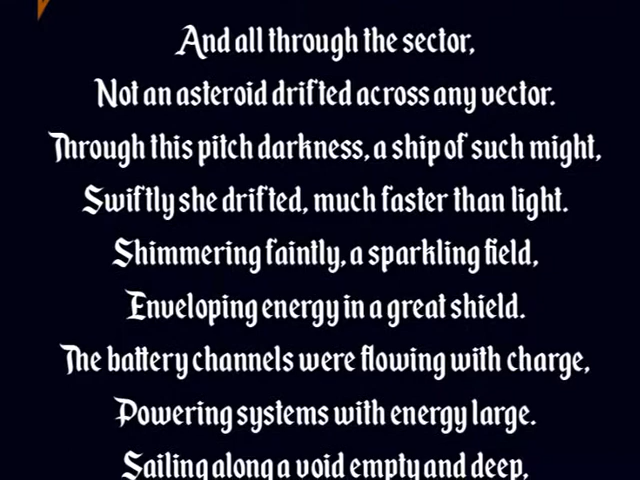 And all through the sector,
Not an asteroid drifted across any vector.
Through this pitch darkness, a ship of such might,
Swiftly she drifted, much faster than light.
Shimmering faintly, a sparkling field,
Enveloping energy in a great shield.
The battery channels were flowing with charge,
Powering systems with energy large.
Sailing along a void empty and deep,